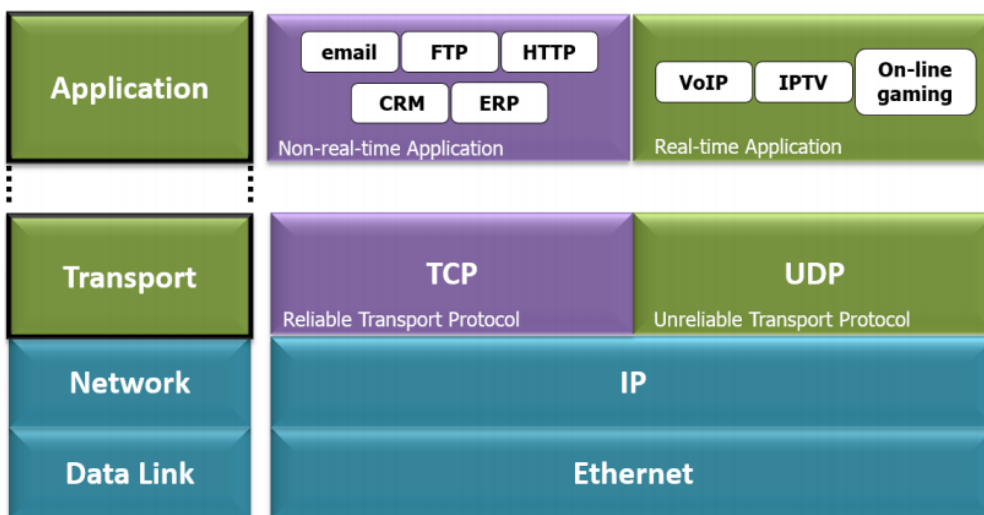 Application
email
FTP
HTTP
CRM
ERP
Non-real-time Application
VoIP
IPTV
On-line
gaming
Real-time Application
Transport
TCP
Reliable Transport Protocol
UDP
Unreliable Transport Protocol
Network
IP
Data Link
Ethernet